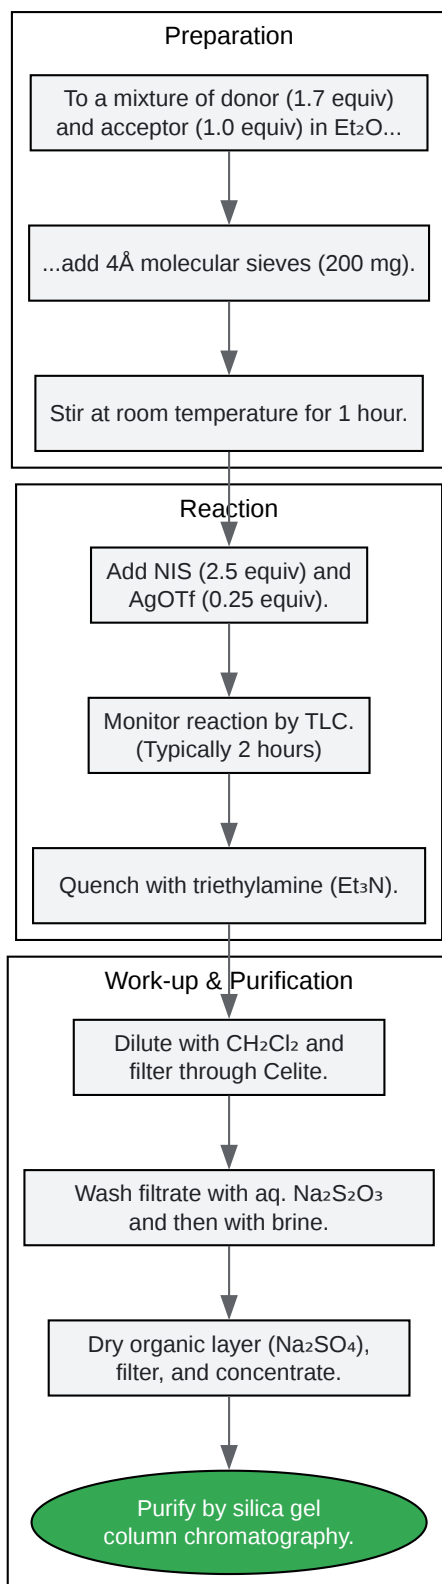 Preparation
To a mixture of donor (1.7 equiv)
and acceptor (1.0 equiv) in Et₂O...
...add 4Å molecular sieves (200 mg).
Stir at room temperature for 1 hour.
Reaction
Add NIS (2.5 equiv) and
AgOTf (0.25 equiv).
Monitor reaction by TLC.
(Typically 2 hours)
Quench with triethylamine (Et₃N).
Work-up & Purification
Dilute with CH₂Cl₂ and
filter through Celite.
Wash filtrate with aq. Na₂S₂O₃
and then with brine.
Dry organic layer (Na₂SO₄),
filter, and concentrate.
Purify by silica gel
column chromatography.